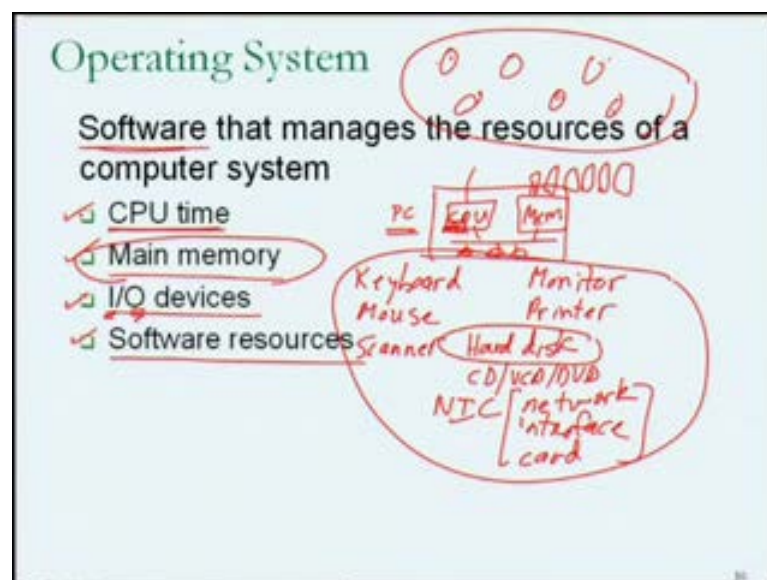 Operating System
Software that manages the resources of a
computer system
CPU time
Main memory
I/O devices
Software resources
PC CPU Mem
Keyboard Monitor
Mouse Printer
Scanner Hard disk
CD/VCD/DVD
NIC [network
interface
card]